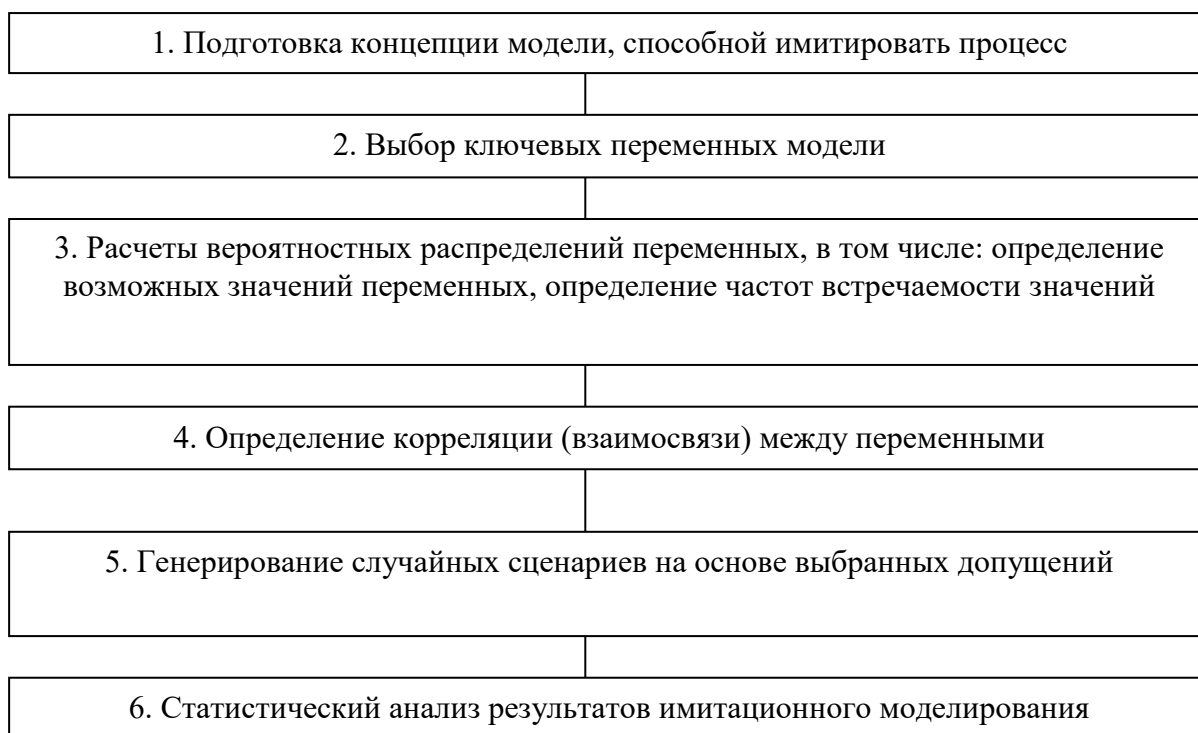 1. Подготовка концепции модели, способной имитировать процесс
2. Выбор ключевых переменных модели
3. Расчеты вероятностных распределений переменных, в том числе: определение
возможных значений переменных, определение частот встречаемости значений
4. Определение корреляции (взаимосвязи) между переменными
5. Генерирование случайных сценариев на основе выбранных допущений
6. Статистический анализ результатов имитационного моделирования